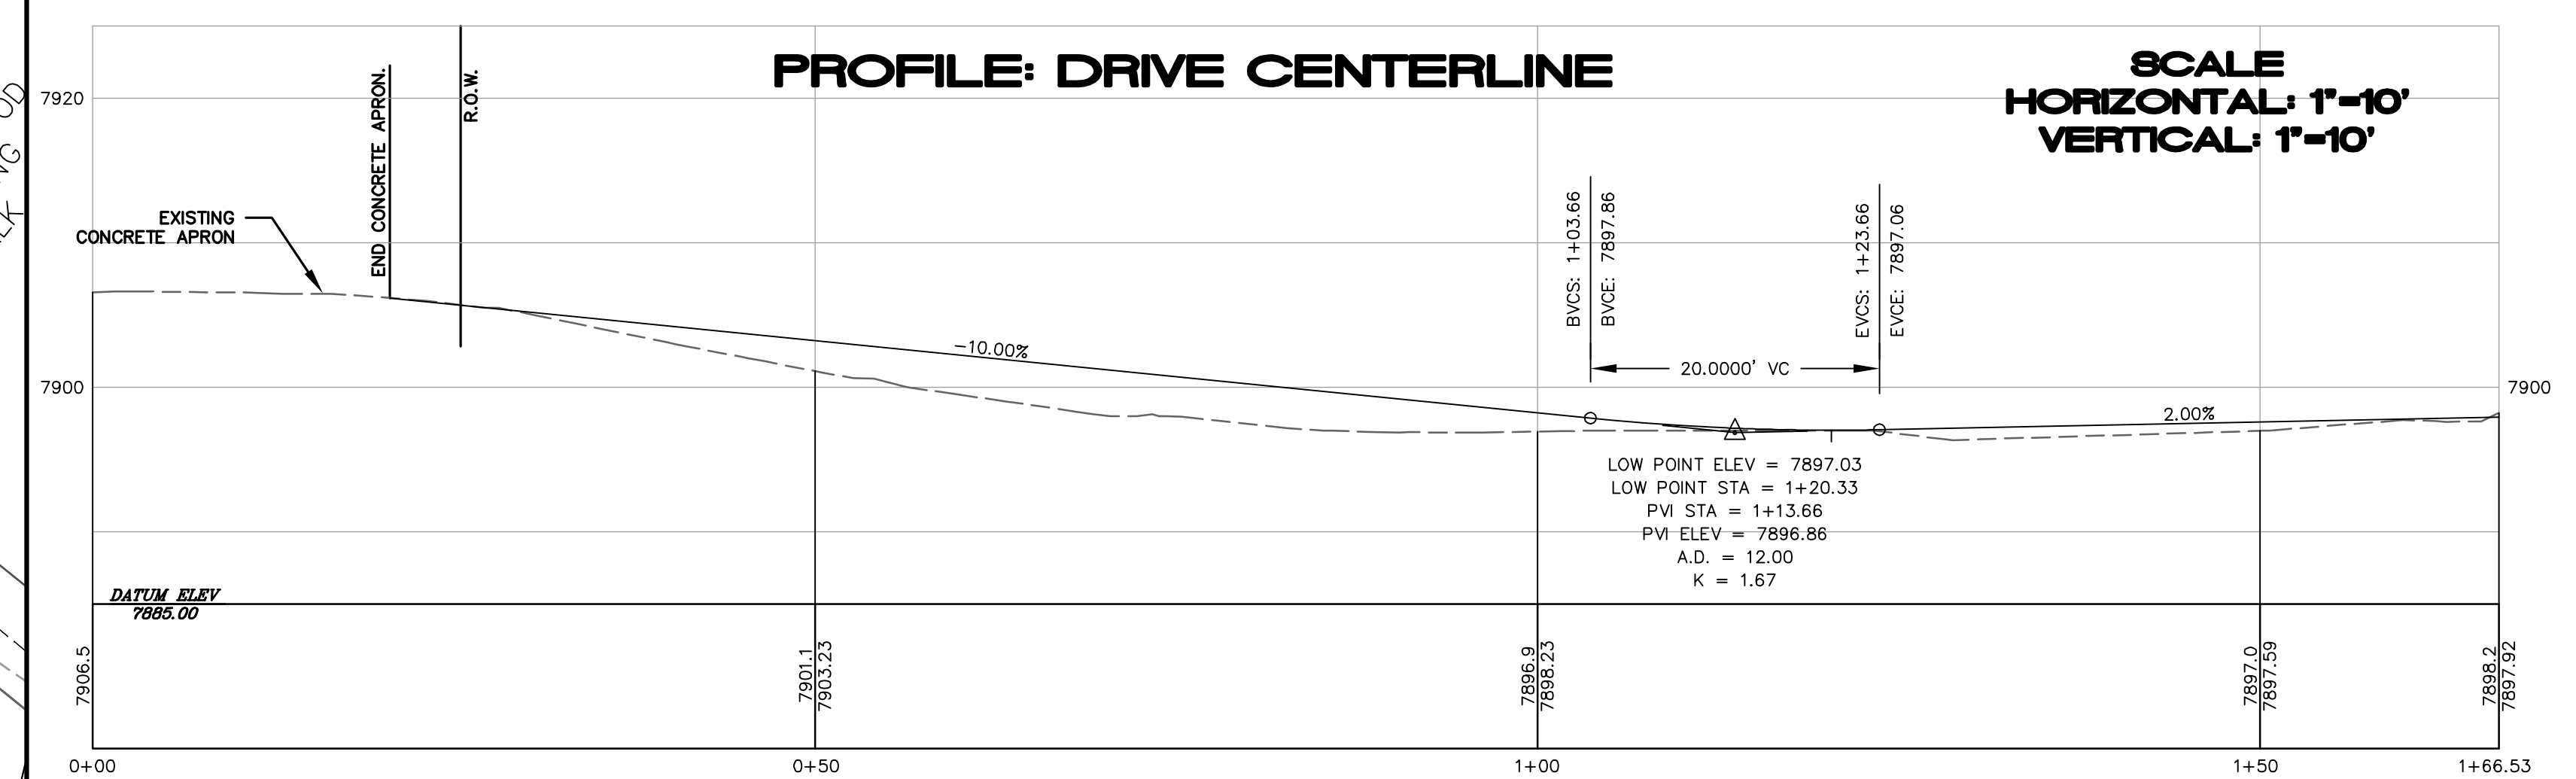 PROFILE: DRIVE CENTERLINE
SCALE
HORIZONTAL: 1"-10'
VERTICAL: 1"-10'
7920
END CONCRETE APRON.
R.O.W.
EXISTING
CONCRETE APRON
BVCS: 1+03.66
BVCE: 7897.86
EVCS: 1+23.66
EVCE: 7897.06
-10.00%
20.0000' VC
7900
7900
2.00%
LOW POINT ELEV = 7897.03
LOW POINT STA = 1+20.33
PVI STA = 1+13.66
PVI ELEV = 7896.86
A.D. = 12.00
K = 1.67
DATUM ELEV
7885.00
7906.5
7901.1
7903.23
7896.9
7898.23
7897.0
7897.59
7898.2
7897.92
0+00
0+50
1+00
1+50
1+66.53